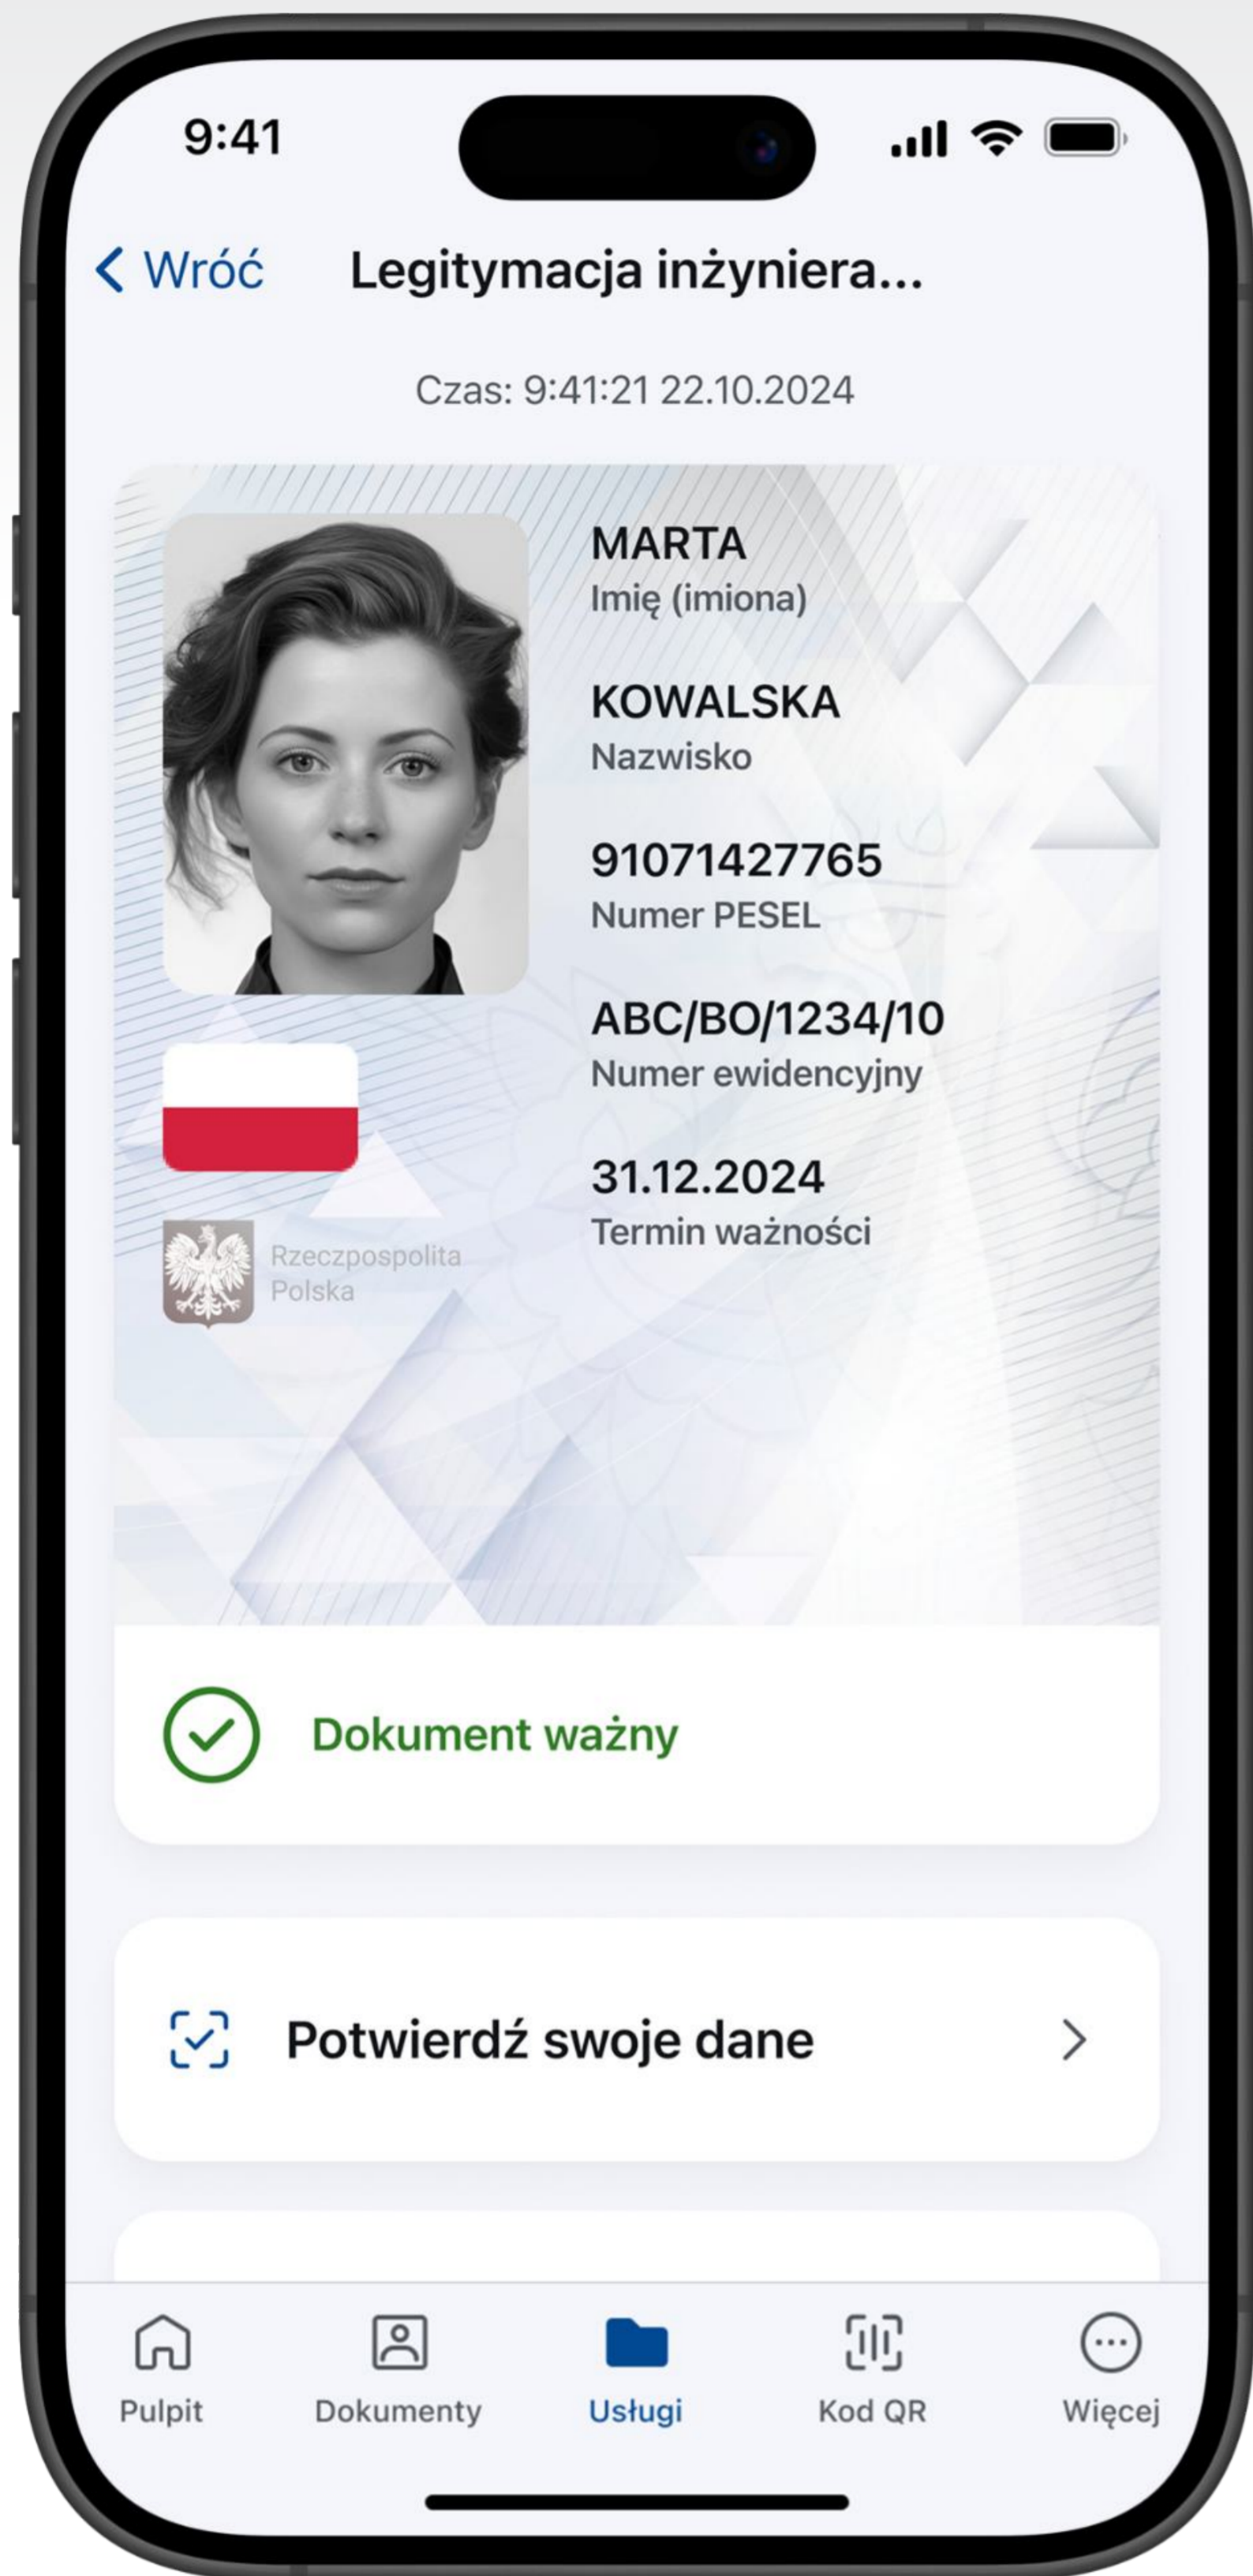 9:41
Wróć
Legitymacja inżyniera...
Czas: 9:41:21 22.10.2024
MARTA
Imię (imiona)
KOWALSKA
Nazwisko
91071427765
Numer PESEL
ABC/BO/1234/10
Numer ewidencyjny
31.12.2024
Termin ważności
Rzeczpospolita
Polska
Dokument ważny
Potwierdź swoje dane
Pulpit
Dokumenty
Usługi
Kod QR
Więcej